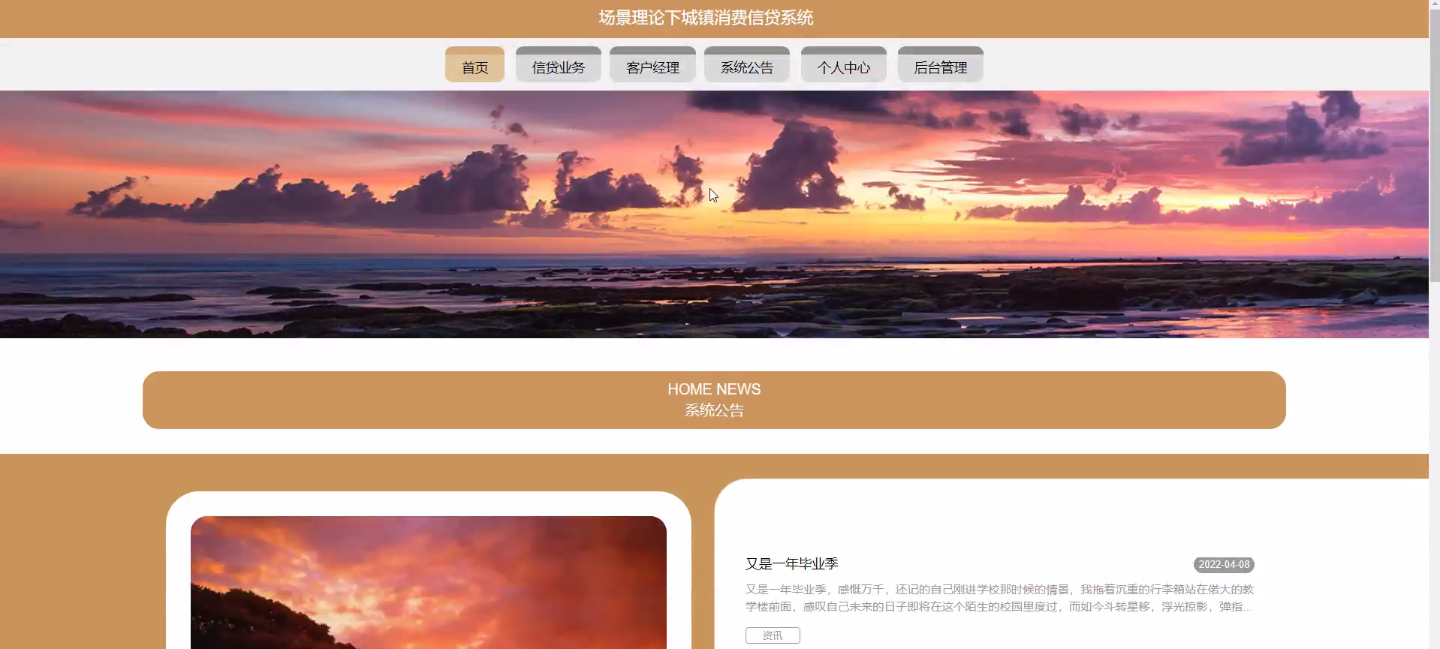 场景理论下城镇消费信贷系统
首页 信贷业务 客户经理 系统公告 个人中心 后台管理
HOME NEWS
系统公告
又是一年毕业季 2022-04-08
又是一年毕业季，感慨万千，还记的自己刚进学校那时候的情景，我拖着沉重的行李箱站在偌大的教
学楼前面，感叹自己未来的日子即将在这个陌生的校园里度过，而如今斗转星移，浮光掠影，弹指...
资讯